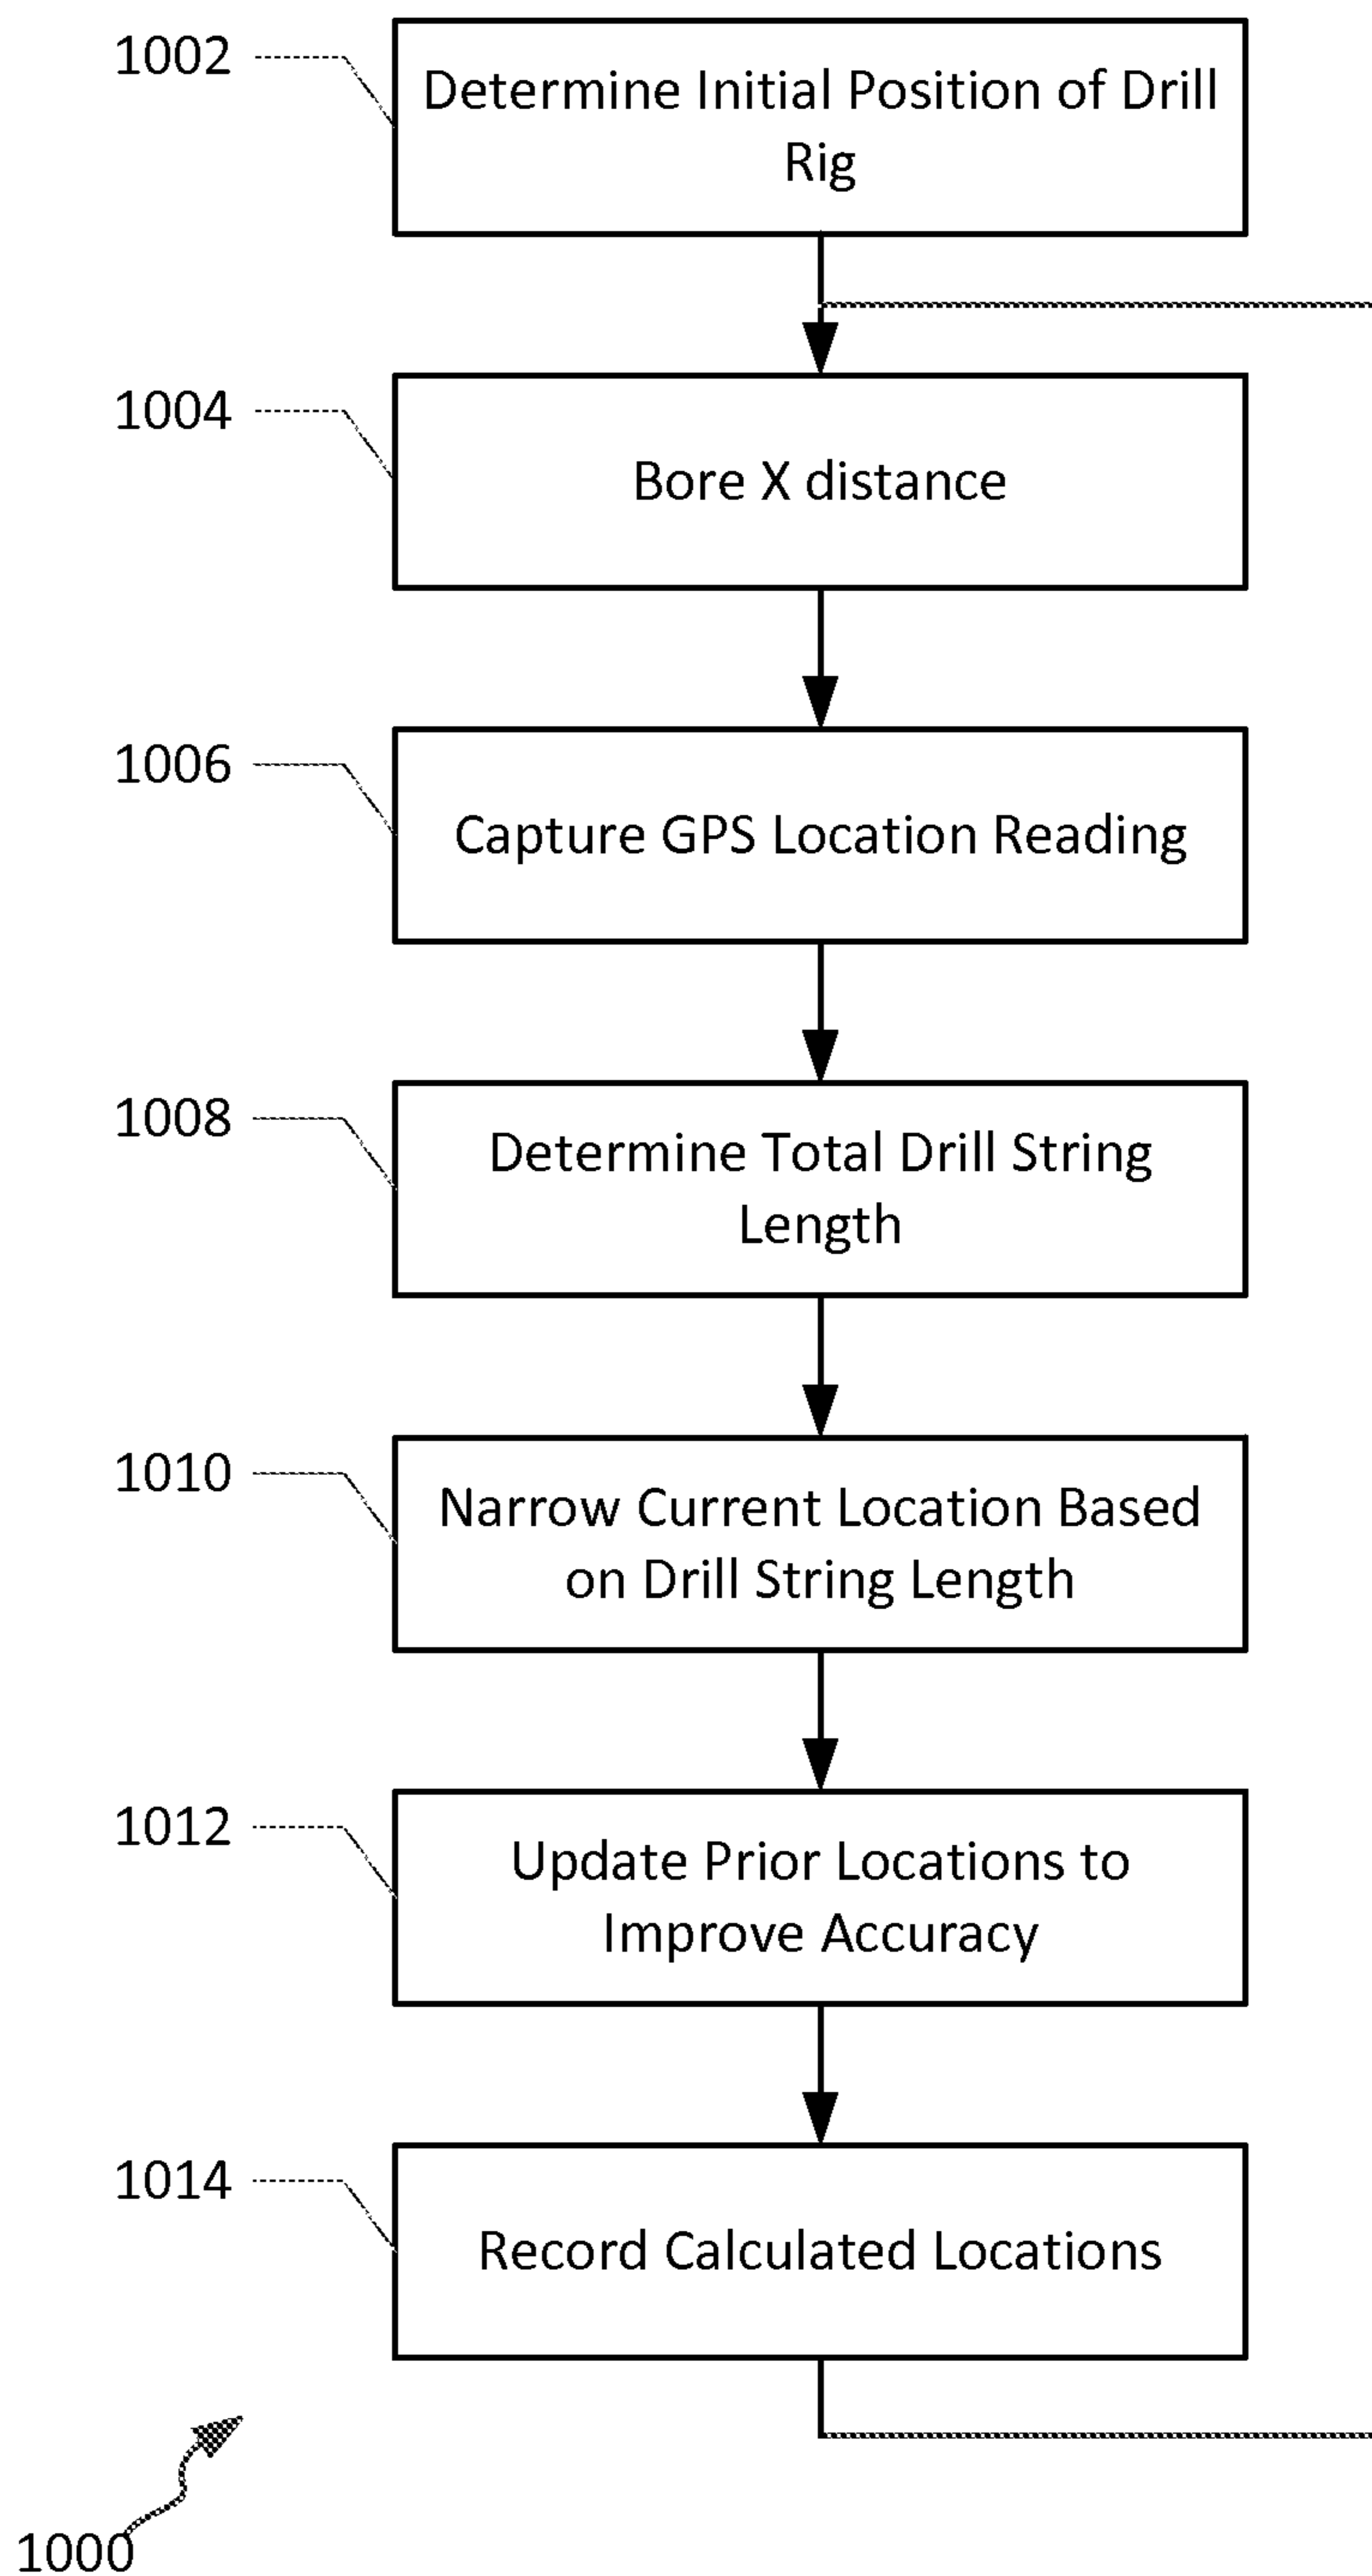 1002
Determine Initial Position of Drill
Rig
1004
Bore X distance
1006
Capture GPS Location Reading
1008
Determine Total Drill String
Length
1010
Narrow Current Location Based
on Drill String Length
1012
Update Prior Locations to
Improve Accuracy
1014
Record Calculated Locations
1000